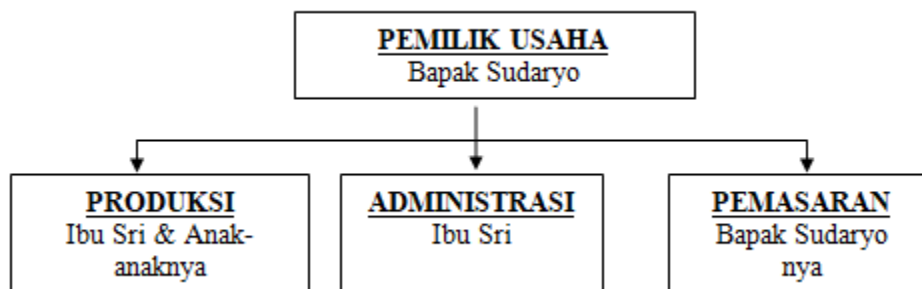 PEMILIK USAHA
Bapak Sudaryo
PRODUKSI
Ibu Sri & Anak-
anaknya
ADMINISTRASI
Ibu Sri
PEMASARAN
Bapak Sudaryo
nya